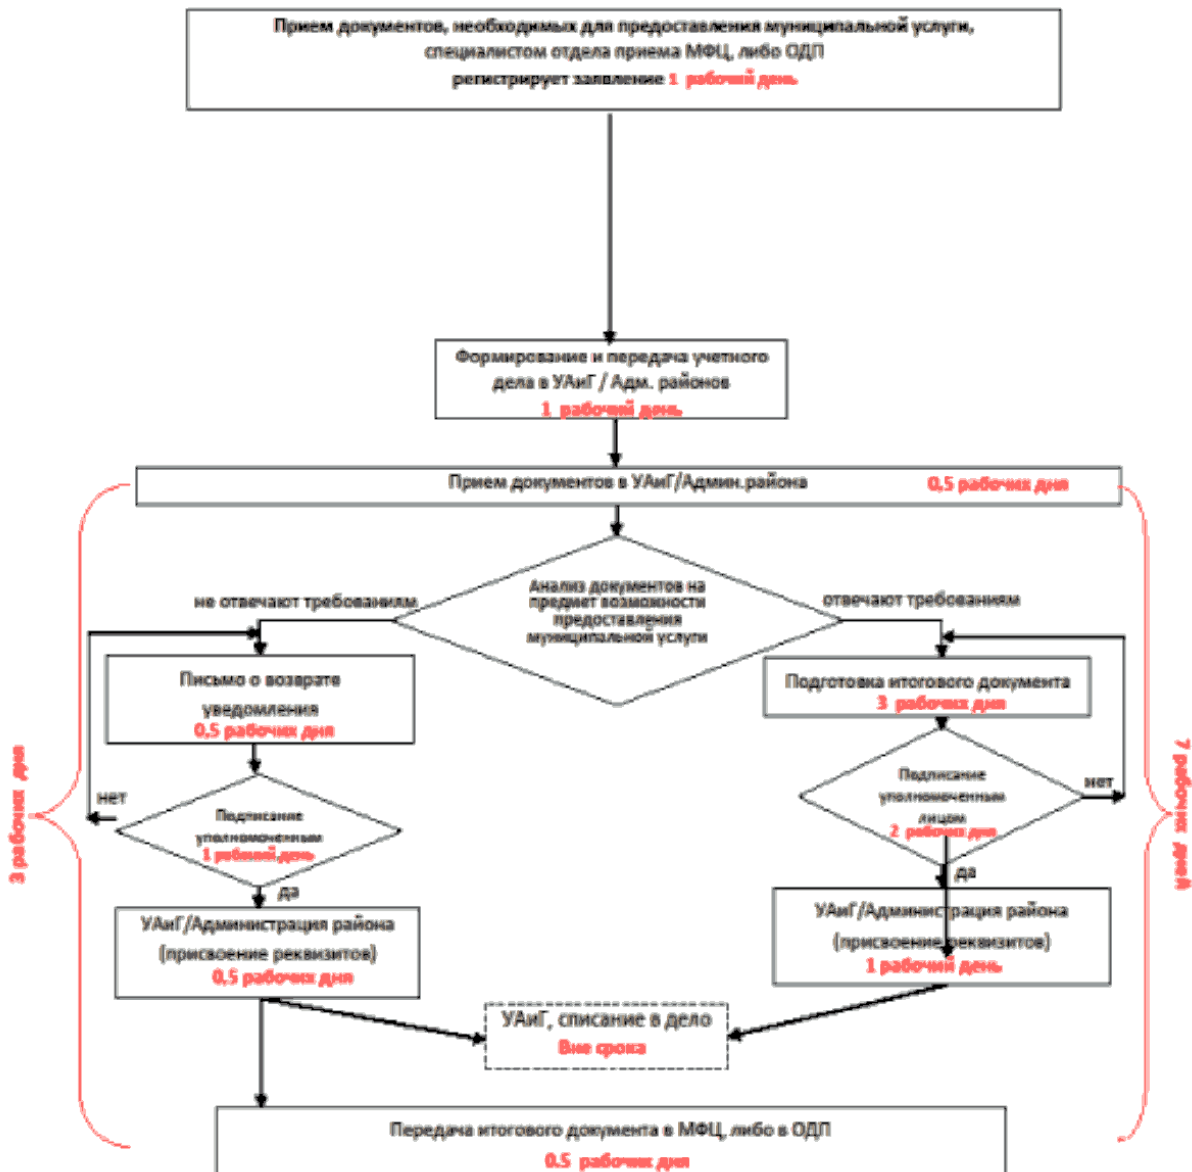 Прием документов, необходимых для предоставления муниципальной услуги,
специалистом отдела приема МФЦ, либо ОДП
регистрирует заявление 1 рабочий день
Формирование и передача учетного
дела в УАиГ / Адм. районов
1 рабочий день
Прием документов в УАиГ/Админ.района 0,5 рабочих дня
Анализ документов на
предмет возможности
предоставления
муниципальной услуги
не отвечают требованиям
отвечают требованиям
Письмо о возврате
уведомления
0,5 рабочих дня
Подготовка итогового документа
3 рабочих дня
Подписание
уполномоченным
1 рабочий день
нет
да
Подписание
уполномоченным
лицом
2 рабочих дня
нет
да
УАиГ/Администрация района
(присвоение реквизитов)
0,5 рабочих дня
УАиГ/Администрация района
(присвоение реквизитов)
1 рабочий день
УАиГ, списание в дело
Вне срока
3 рабочих дня
7 рабочих дней
Передача итогового документа в МФЦ, либо в ОДП
0.5 рабочих дня